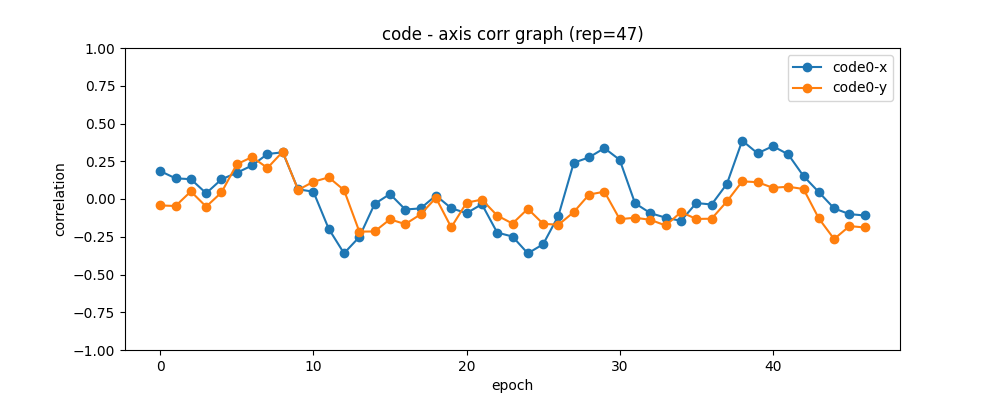 code - axis corr graph (rep=47)
code0-x
code0-y
1.00
0.75
0.50
0.25
0.00
−0.25
−0.50
−0.75
−1.00
correlation
0 10 20 30 40
epoch